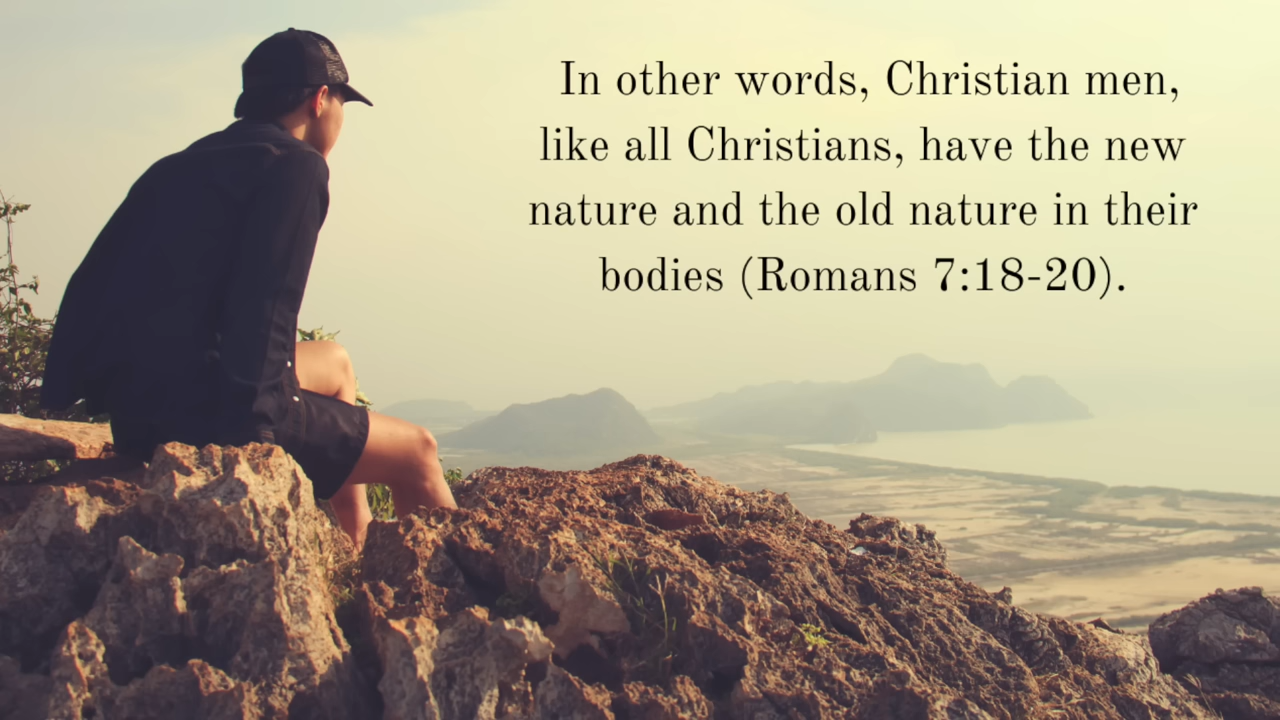 In other words, Christian men,
like all Christians, have the new
nature and the old nature in their
bodies (Romans 7:18-20).